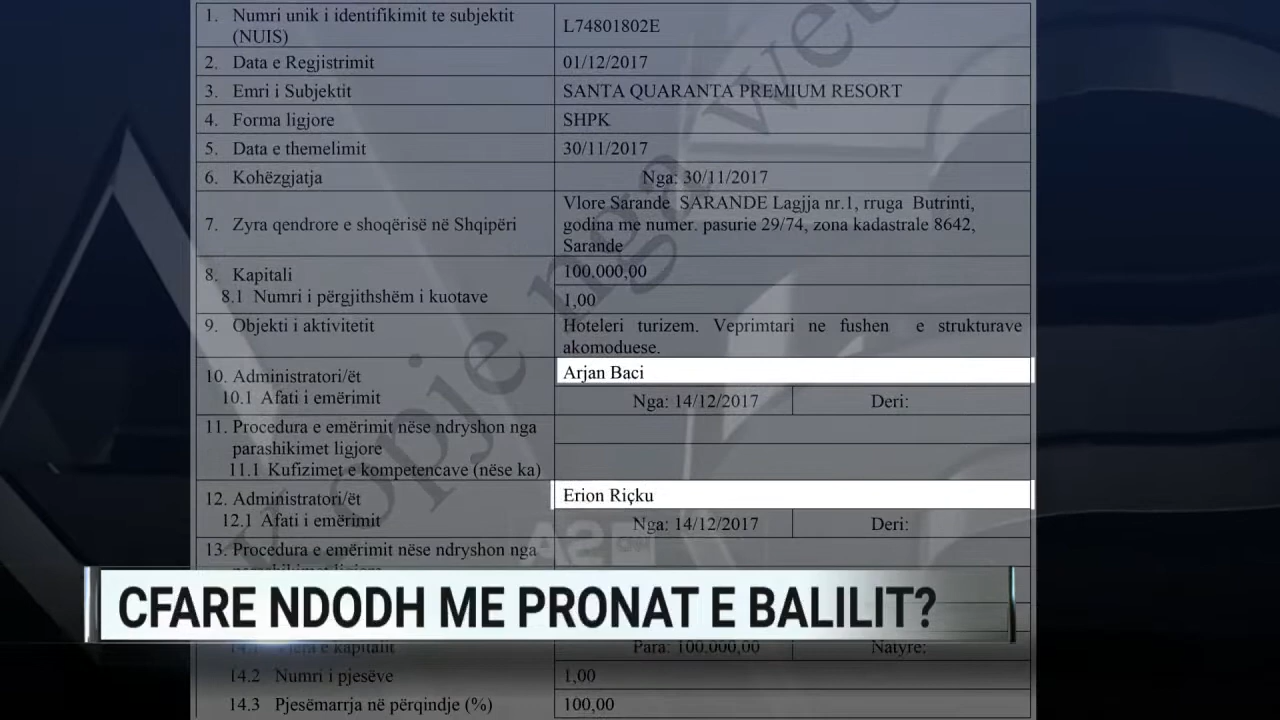 1. Numri unik i identifikimit te subjektit
(NUIS)
L74801802E
2. Data e Regjistrimit
01/12/2017
3. Emri i Subjektit
SANTA QUARANTA PREMIUM RESORT
4. Forma ligjore
SHPK
5. Data e themelimit
30/11/2017
6. Kohëzgjatja
Nga: 30/11/2017
7. Zyra qendrore e shoqërisë në Shqipëri
Vlore Sarande SARANDE Lagjja nr.1, rruga Butrinti,
godina me numer. pasurie 29/74, zona kadastrale 8642,
Sarande
8. Kapitali
100.000,00
8.1 Numri i përgjithshëm i kuotave
1,00
9. Objekti i aktivitetit
Hoteleri turizem. Veprimtari ne fushen e strukturave
akomoduese.
10. Administratori/ët
Arjan Baci
10.1 Afati i emërimit
Nga: 14/12/2017
Deri:
11. Procedura e emërimit nëse ndryshon nga
parashikimet ligjore
11.1 Kufizimet e kompetencave (nëse ka)
12. Administratori/ët
Erion Riçku
12.1 Afati i emërimit
Nga: 14/12/2017
Deri:
13. Procedura e emërimit nëse ndryshon nga
CFARE NDODH ME PRONAT E BALILIT?
Para: 100.000,00
Natyre:
14.2 Numri i pjesëve
1,00
14.3 Pjesëmarrja në përqindje (%)
100,00
kopje nga
A2 CNN